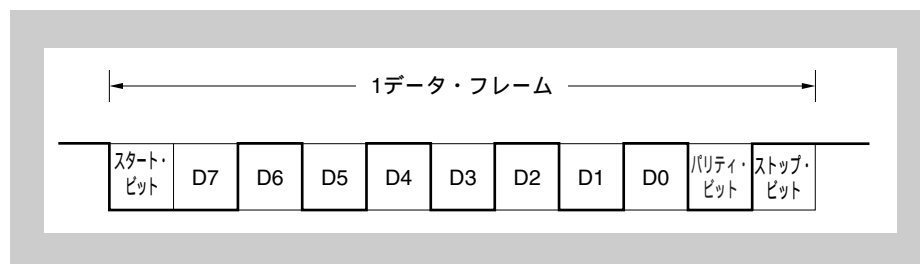 1データ・フレーム
スタート・
ビット
D7
D6
D5
D4
D3
D2
D1
D0
パリティ・
ビット
ストップ・
ビット